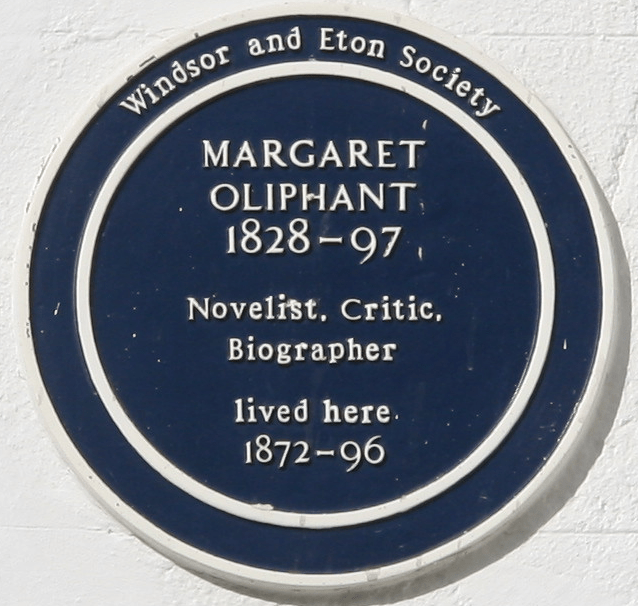 Windsor and Eton Society
MARGARET
OLIPHANT
1828-97
Novelist, Critic,
Biographer
lived here
1872-96